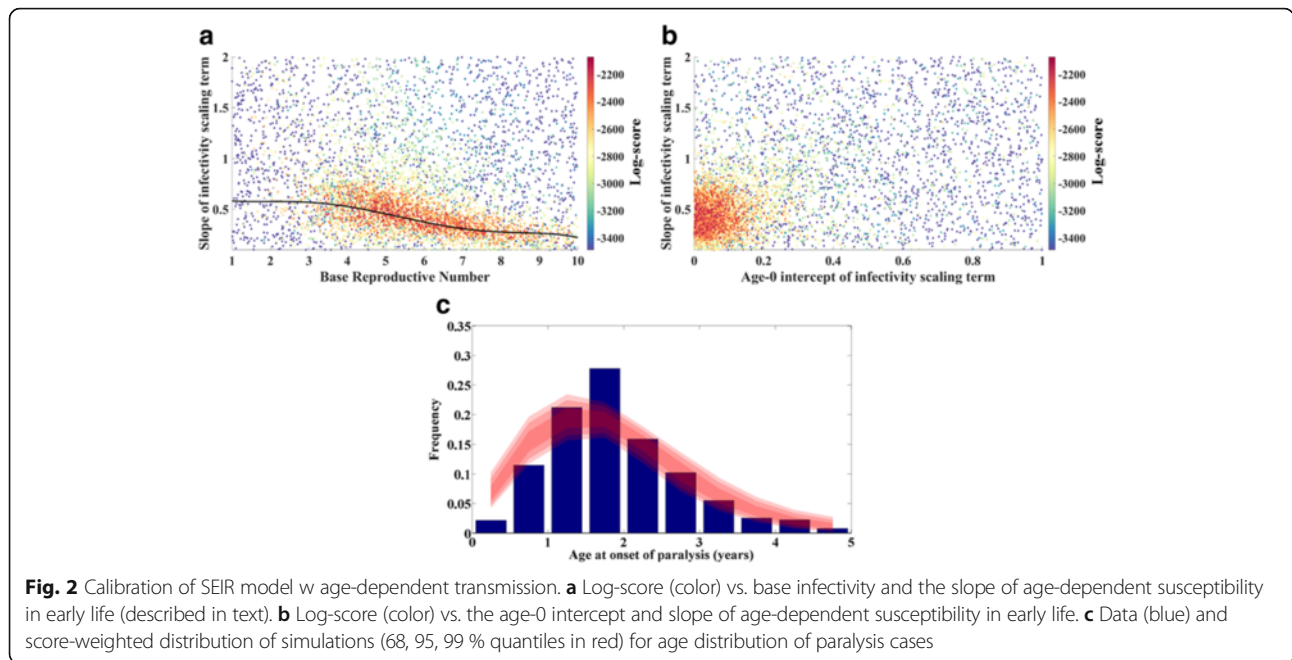 a
2
1.5
1
0.5
Slope of infectivity scaling term
1 2 3 4 5 6 7 8 9 10
Base Reproductive Number
-2200
-2400
-2600
-2800
-3000
-3200
-3400
Log-score
b
2
1.5
1
0.5
Slope of infectivity scaling term
0 0.2 0.4 0.6 0.8 1
Age-0 intercept of infectivity scaling term
-2200
-2400
-2600
-2800
-3000
-3200
-3400
Log-score
c
0.35
0.3
0.25
0.2
0.15
0.1
0.05
0
Frequency
0 1 2 3 4 5
Age at onset of paralysis (years)
Fig. 2 Calibration of SEIR model w age-dependent transmission. a Log-score (color) vs. base infectivity and the slope of age-dependent susceptibility
in early life (described in text). b Log-score (color) vs. the age-0 intercept and slope of age-dependent susceptibility in early life. c Data (blue) and
score-weighted distribution of simulations (68, 95, 99 % quantiles in red) for age distribution of paralysis cases